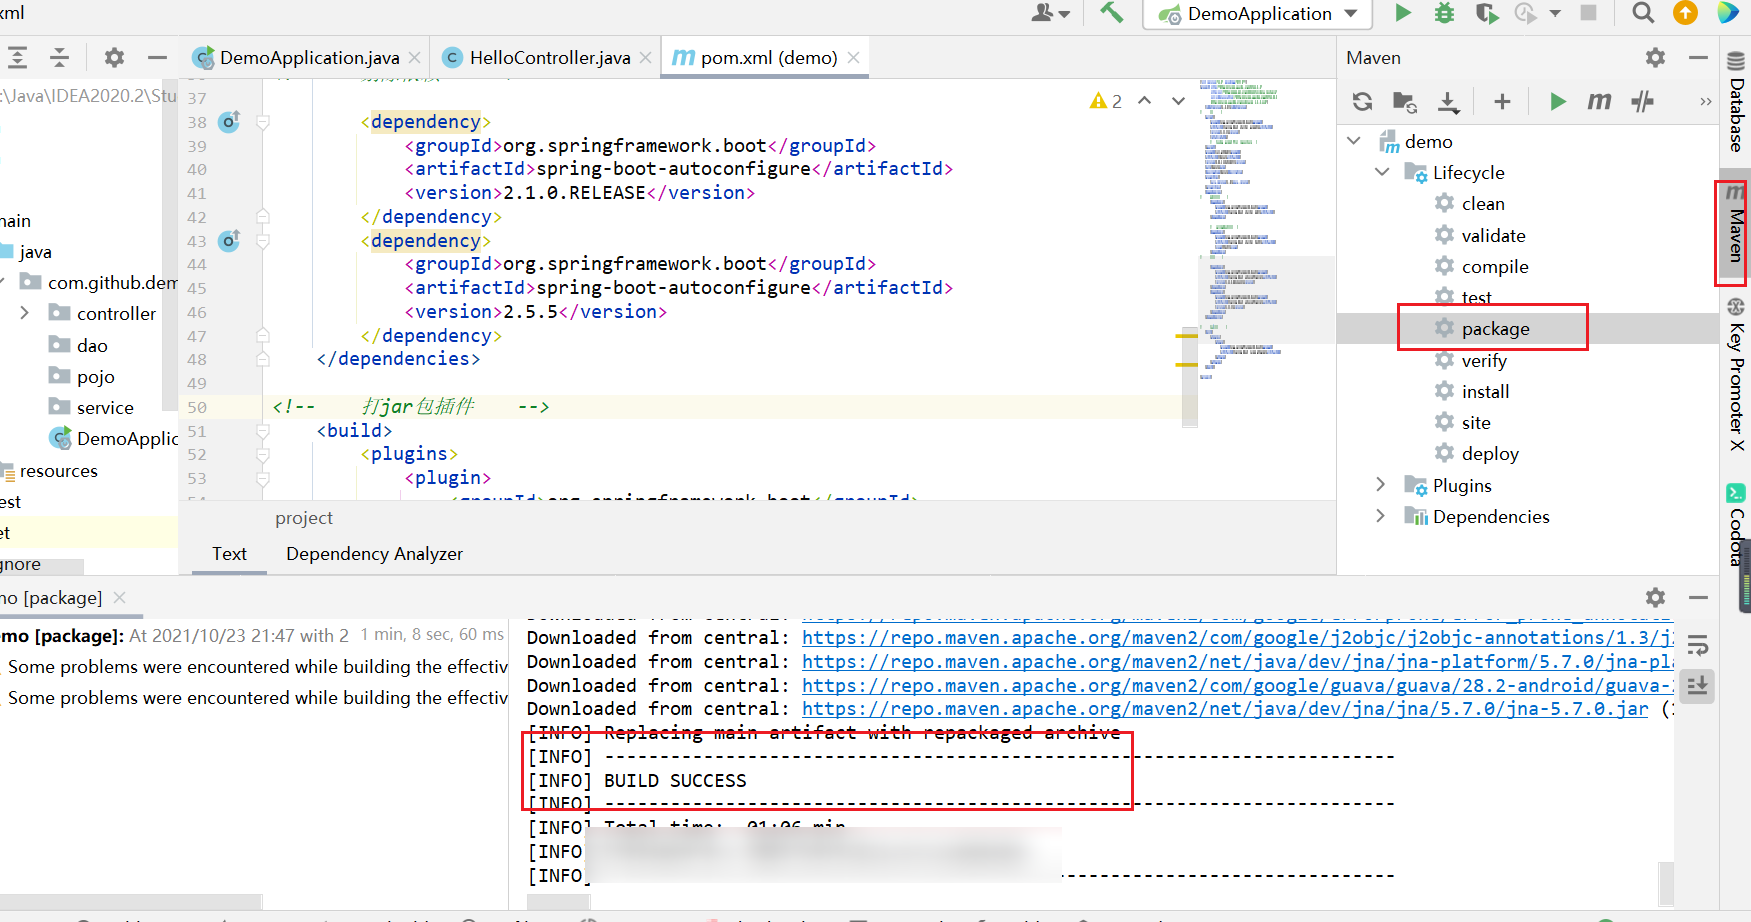 xml
DemoApplication
DemoApplication.java
HelloController.java
pom.xml (demo)
Maven
:\Java\IDEA2020.2\Stu
37
38 <dependency>
39 <groupId>org.springframework.boot</groupId>
40 <artifactId>spring-boot-autoconfigure</artifactId>
41 <version>2.1.0.RELEASE</version>
42 </dependency>
43 <dependency>
44 <groupId>org.springframework.boot</groupId>
45 <artifactId>spring-boot-autoconfigure</artifactId>
46 <version>2.5.5</version>
47 </dependency>
48 </dependencies>
49
50 <!-- 打jar包插件 -->
51 <build>
52 <plugins>
53 <plugin>
<groupId>org.springframework.boot</groupId>
2
java
com.github.dem
controller
dao
pojo
service
DemoApplic
resources
project
Text
Dependency Analyzer
demo
Lifecycle
clean
validate
compile
test
package
verify
install
site
deploy
Plugins
Dependencies
Database
Maven
Key Promoter X
Codota
mo [package]
emo [package]: At 2021/10/23 21:47 with 2 1 min, 8 sec, 60 ms
Some problems were encountered while building the effectiv
Some problems were encountered while building the effectiv
Downloaded from central: https://repo.maven.apache.org/maven2/com/google/j2objc/j2objc-annotations/1.3/j2
Downloaded from central: https://repo.maven.apache.org/maven2/net/java/dev/jna/jna-platform/5.7.0/jna-pla
Downloaded from central: https://repo.maven.apache.org/maven2/com/google/guava/guava/28.2-android/guava-2
Downloaded from central: https://repo.maven.apache.org/maven2/net/java/dev/jna/jna/5.7.0/jna-5.7.0.jar (
[INFO] Replacing main artifact with repackaged archive
[INFO] ------------------------------------------------------------------------
[INFO] BUILD SUCCESS
[INFO] ------------------------------------------------------------------------
[INFO] Total time: 01:06 min
[INFO]
[INFO] ------------------------------